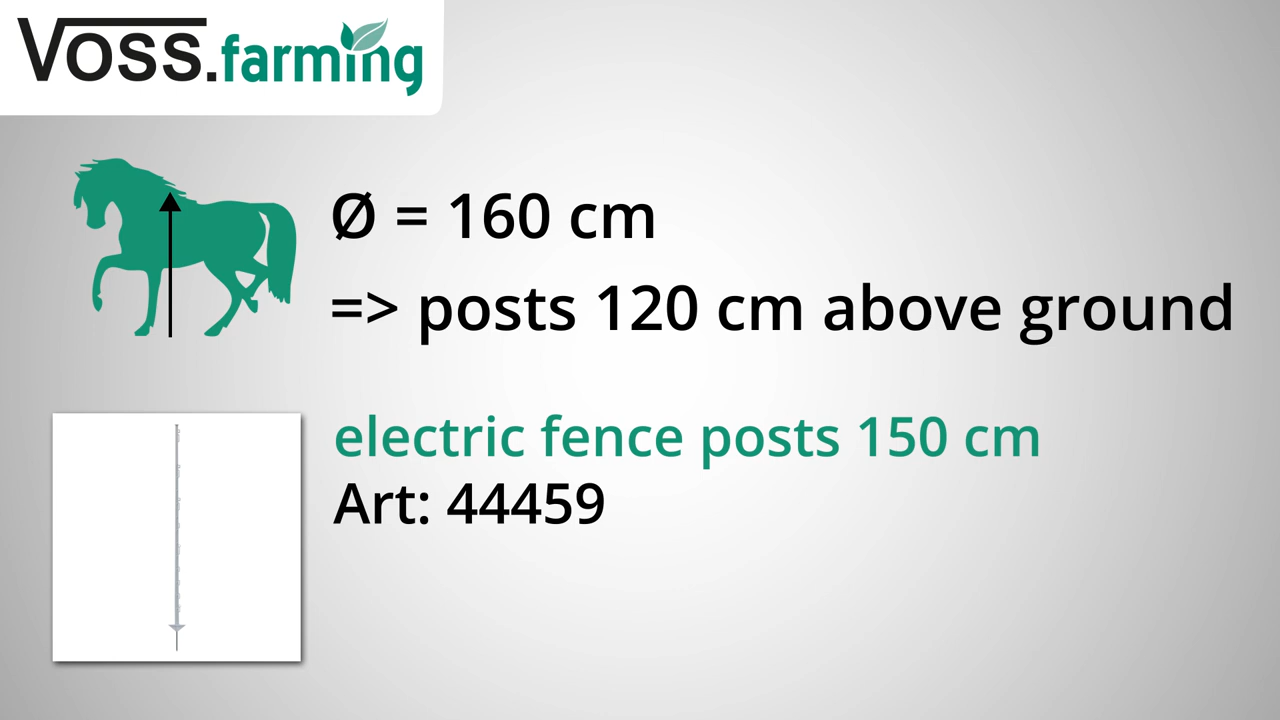 VOSS.farming
Ø = 160 cm
=> posts 120 cm above ground
electric fence posts 150 cm
Art: 44459